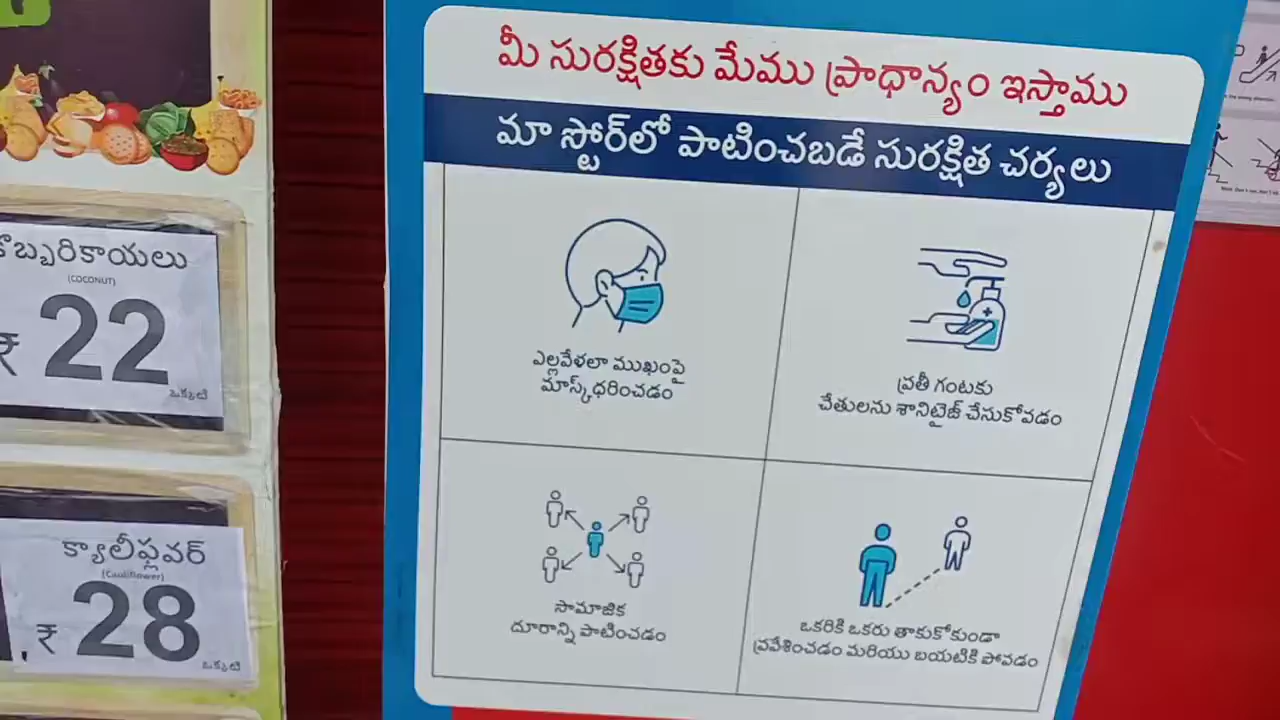 కొబ్బరికాయలు
(COCONUT)
₹ 22
ఒక్కటి
క్యాలీఫ్లవర్
(Cauliflower)
₹ 28
ఒక్కటి
మీ సురక్షితకు మేము ప్రాధాన్యం ఇస్తాము
మా స్టోర్‌లో పాటించబడే సురక్షిత చర్యలు
ఎల్లవేళలా ముఖంపై
మాస్క్‌ధరించడం
ప్రతీ గంటకు
చేతులను శానిటైజ్ చేసుకోవడం
సామాజిక
దూరాన్ని పాటించడం
ఒకరికి ఒకరు తాకుకోకుండా
ప్రవేశించడం మరియు బయటికి పోవడం